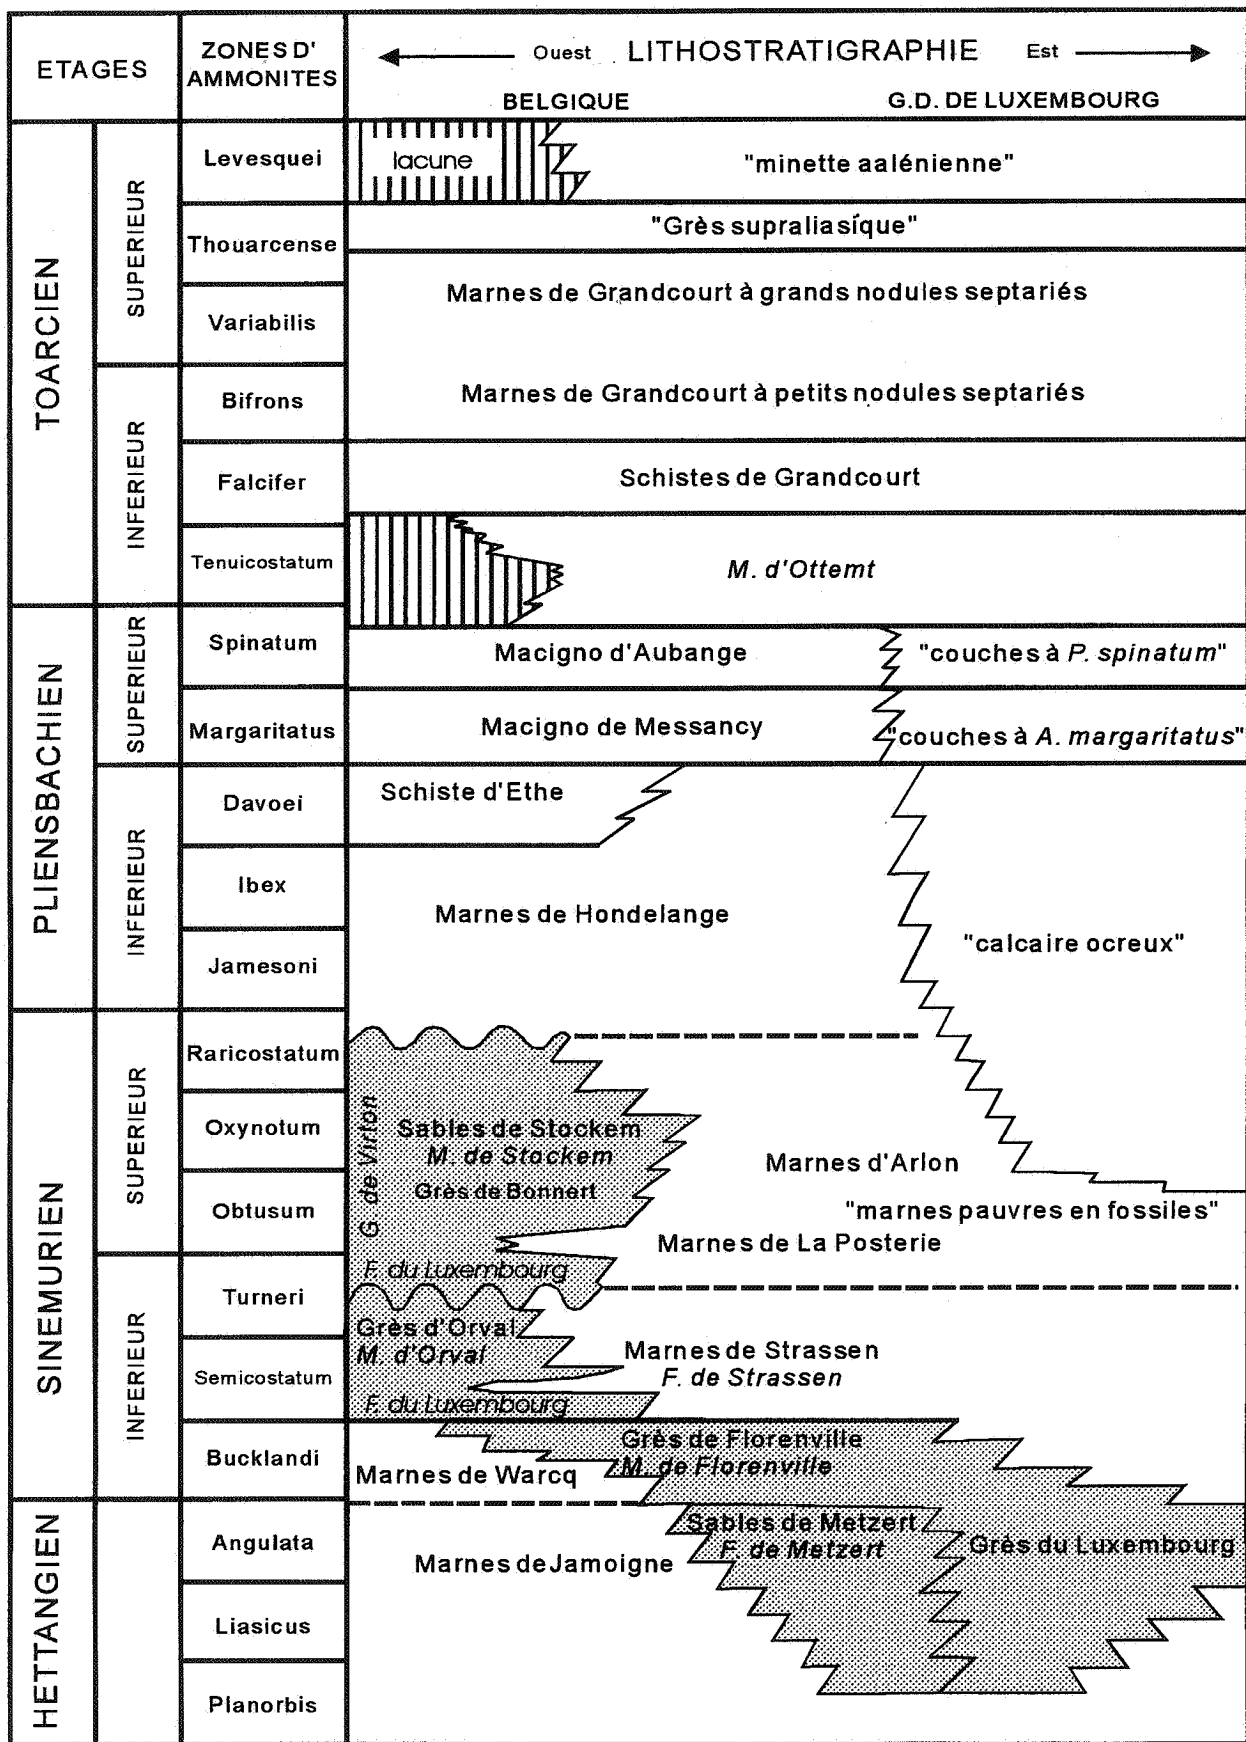 ETAGES
ZONES D'
AMMONITES
Ouest LITHOSTRATIGRAPHIE Est
BELGIQUE G.D. DE LUXEMBOURG
TOARCIEN
SUPERIEUR
Levesquei
lacune
"minette aalénienne"
Thouarcense
"Grès supraliasíque"
Marnes de Grandcourt à grands nodules septariés
Variabilis
INFERIEUR
Bifrons
Marnes de Grandcourt à petits nodules septariés
Falcifer
Schistes de Grandcourt
Tenuicostatum
M. d'Ottemt
PLIENSBACHIEN
SUPERIEUR
Spinatum
Macigno d'Aubange
"couches à P. spinatum"
Margaritatus
Macigno de Messancy
"couches à A. margaritatus"
INFERIEUR
Davoei
Schiste d'Ethe
Ibex
Marnes de Hondelange
"calcaire ocreux"
Jamesoni
SINEMURIEN
SUPERIEUR
Raricostatum
G. de Virton
Oxynotum
Sables de Stockem
M. de Stockem
Marnes d'Arlon
Grès de Bonnert
Obtusum
"marnes pauvres en fossiles"
Marnes de La Posterie
F. du Luxembourg
INFERIEUR
Turneri
Grès d'Orval
M. d'Orval
Marnes de Strassen
F. de Strassen
Semicostatum
F. du Luxembourg
Bucklandi
Grès de Florenville
M. de Florenville
Marnes de Warcq
HETTANGIEN
Angulata
Sables de Metzert
F. de Metzert
Grès du Luxembourg
Marnes de Jamoigne
Liasicus
Planorbis